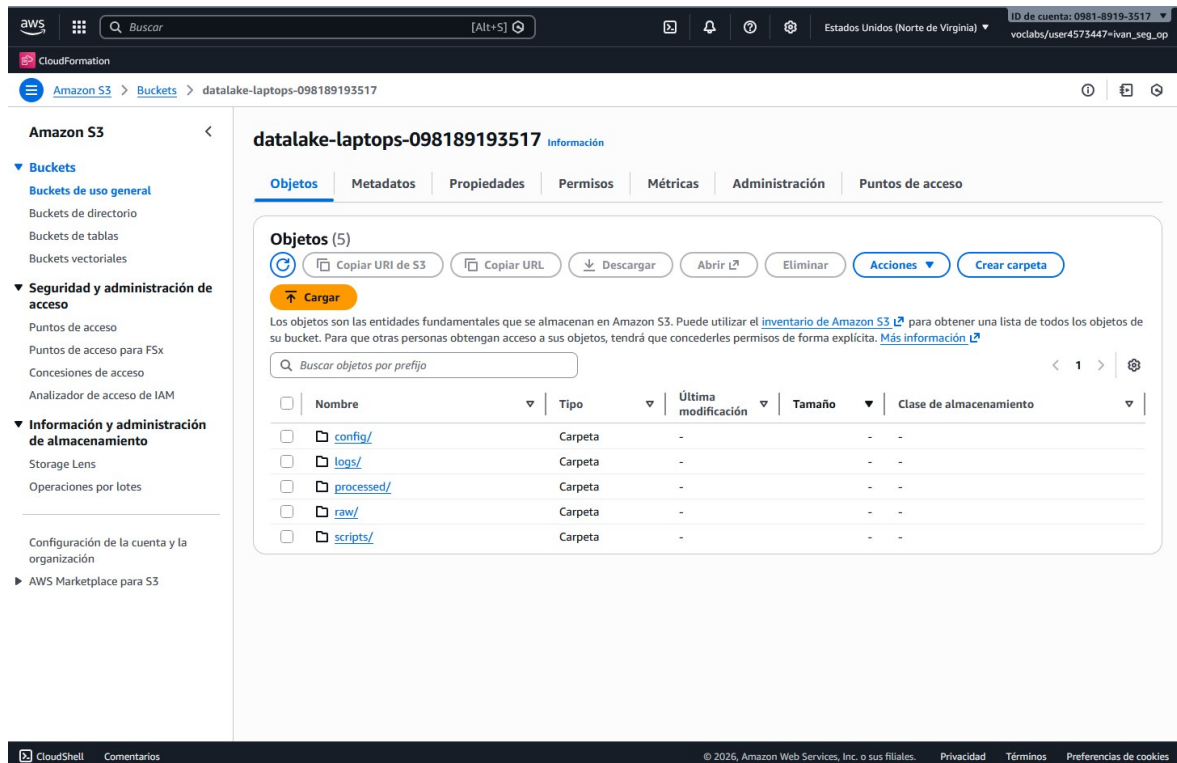 aws
Buscar
[Alt+S]
Estados Unidos (Norte de Virginia)
ID de cuenta: 0981-8919-3517
voclabs/user4573447=ivan_seg_op
CloudFormation
Amazon S3 > Buckets > datalake-laptops-098189193517
Amazon S3
Buckets
Buckets de uso general
Buckets de directorio
Buckets de tablas
Buckets vectoriales
Seguridad y administración de
acceso
Puntos de acceso
Puntos de acceso para FSx
Concesiones de acceso
Analizador de acceso de IAM
Información y administración
de almacenamiento
Storage Lens
Operaciones por lotes
Configuración de la cuenta y la
organización
AWS Marketplace para S3
datalake-laptops-098189193517 Información
Objetos Metadatos Propiedades Permisos Métricas Administración Puntos de acceso
Objetos (5)
Copiar URI de S3 Copiar URL Descargar Abrir Eliminar Acciones Crear carpeta
Cargar
Los objetos son las entidades fundamentales que se almacenan en Amazon S3. Puede utilizar el inventario de Amazon S3 para obtener una lista de todos los objetos de
su bucket. Para que otras personas obtengan acceso a sus objetos, tendrá que concederles permisos de forma explícita. Más información
Buscar objetos por prefijo
< 1 >
Nombre Tipo Última modificación Tamaño Clase de almacenamiento
config/ Carpeta - - -
logs/ Carpeta - - -
processed/ Carpeta - - -
raw/ Carpeta - - -
scripts/ Carpeta - - -
CloudShell Comentarios © 2026, Amazon Web Services, Inc. o sus filiales. Privacidad Términos Preferencias de cookies